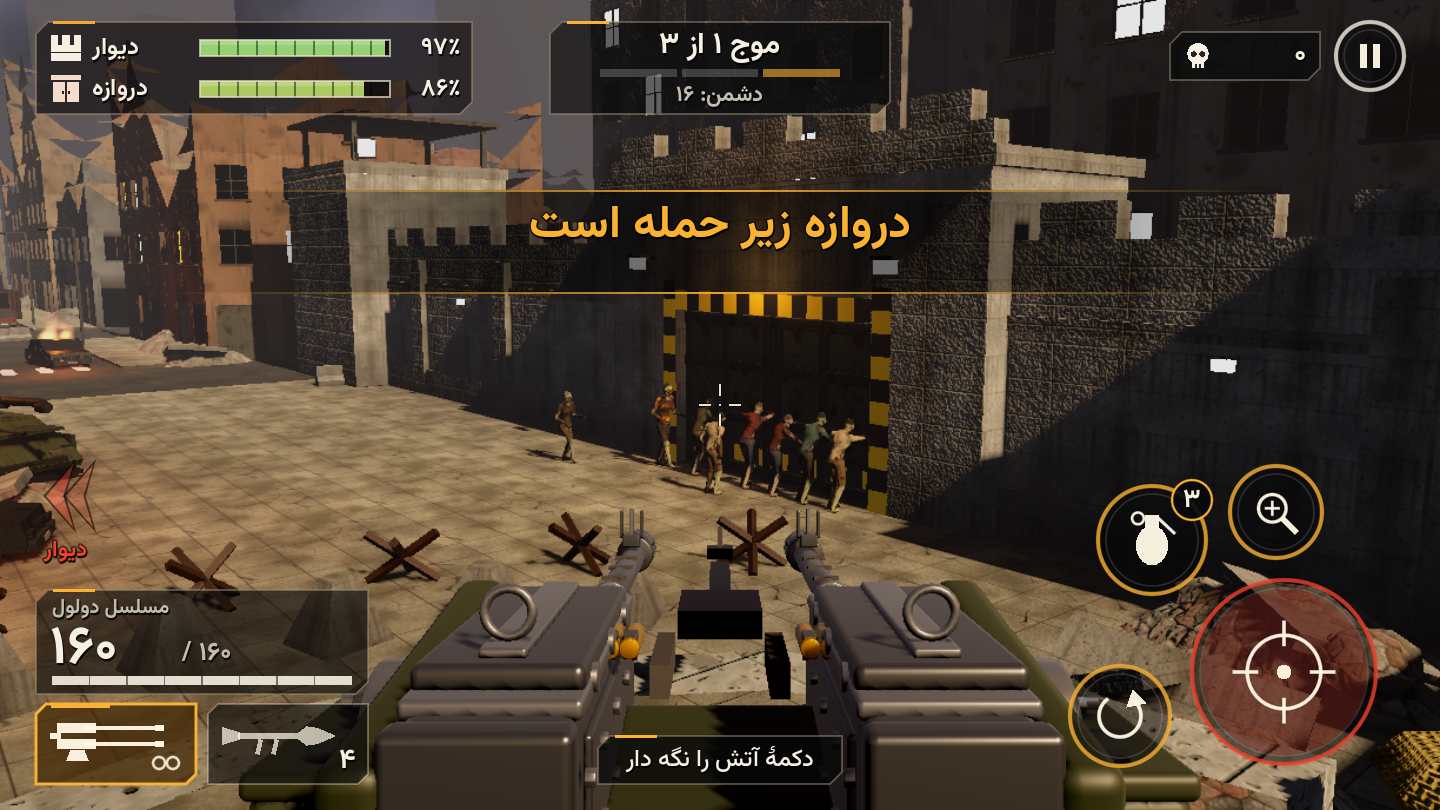 دیوار ۹۷٪
دروازه ۸۶٪
موج ۱ از ۳
دشمن: ۱۶
۰
دروازه زیر حمله است
دیوار
۳
مسلسل دولول
۱۶۰ / ۱۶۰
∞
۴
دکمهٔ آتش را نگه دار